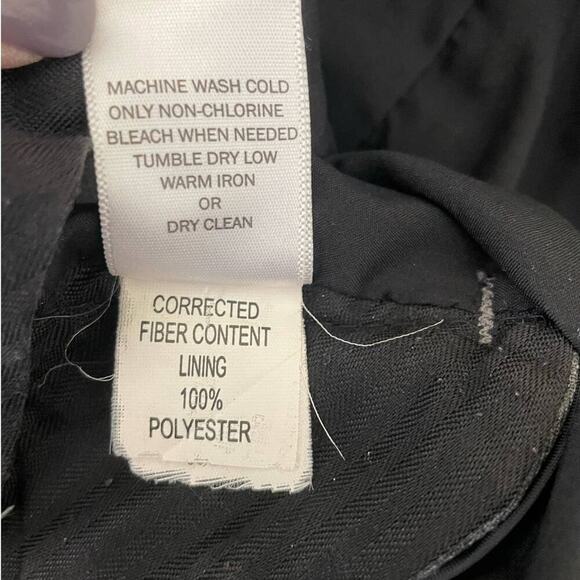 MACHINE WASH COLD
ONLY NON-CHLORINE
BLEACH WHEN NEEDED
TUMBLE DRY LOW
WARM IRON
OR
DRY CLEAN
CORRECTED
FIBER CONTENT
LINING
100%
POLYESTER